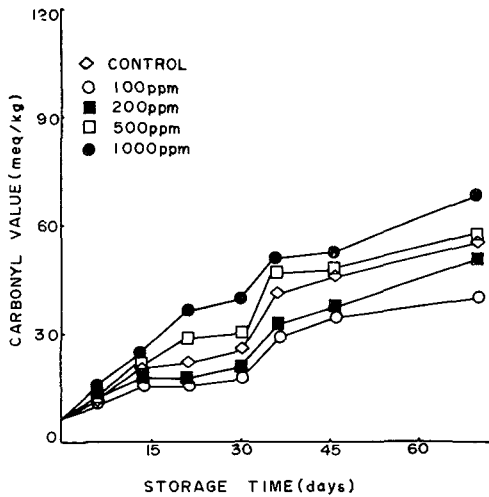 120
90
60
30
0
CARBONYL VALUE (meq/kg)
CONTROL
100ppm
200ppm
500ppm
1000ppm
15 30 45 60
STORAGE TIME (days)